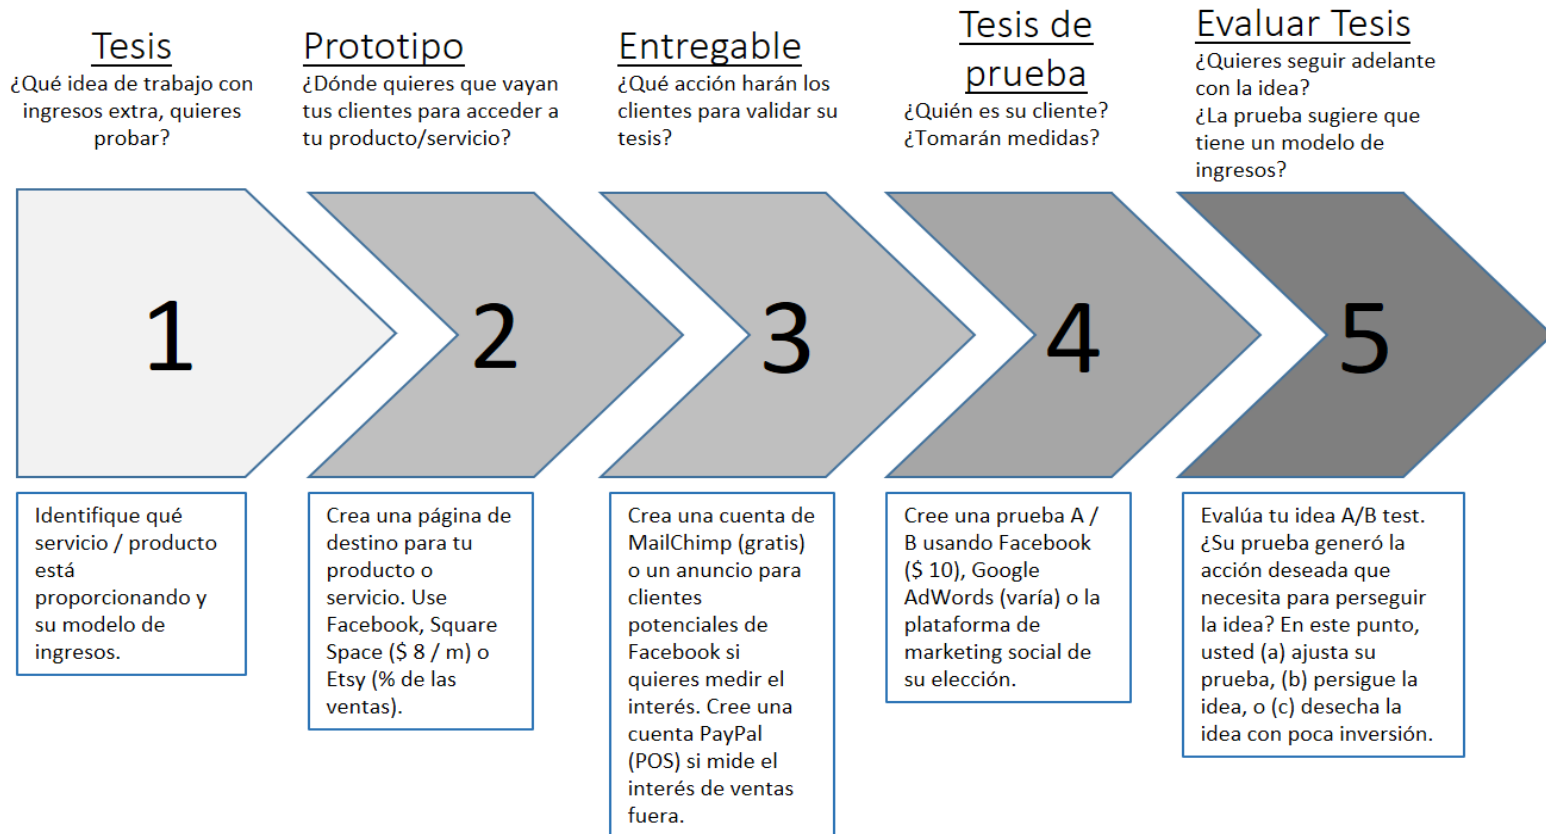 Tesis
¿Qué idea de trabajo con
ingresos extra, quieres
probar?
Prototipo
¿Dónde quieres que vayan
tus clientes para acceder a
tu producto/servicio?
Entregable
¿Qué acción harán los
clientes para validar su
tesis?
Tesis de
prueba
¿Quién es su cliente?
¿Tomarán medidas?
Evaluar Tesis
¿Quieres seguir adelante
con la idea?
¿La prueba sugiere que
tiene un modelo de
ingresos?
1
2
3
4
5
Identifique qué
servicio / producto
está
proporcionando y
su modelo de
ingresos.
Crea una página de
destino para tu
producto o
servicio. Use
Facebook, Square
Space ($ 8 / m) o
Etsy (% de las
ventas).
Crea una cuenta de
MailChimp (gratis)
o un anuncio para
clientes
potenciales de
Facebook si
quieres medir el
interés. Cree una
cuenta PayPal
(POS) si mide el
interés de ventas
fuera.
Cree una prueba A /
B usando Facebook
($ 10), Google
AdWords (varía) o la
plataforma de
marketing social de
su elección.
Evalúa tu idea A/B test.
¿Su prueba generó la
acción deseada que
necesita para perseguir
la idea? En este punto,
usted (a) ajusta su
prueba, (b) persigue la
idea, o (c) desecha la
idea con poca inversión.